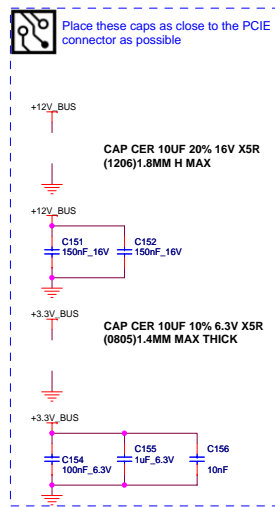 Place these caps as close to the PCIE
connector as possible
+12V_BUS
CAP CER 10UF 20% 16V X5R
(1206)1.8MM H MAX
+12V_BUS
C151
150nF_16V
C152
150nF_16V
+3.3V_BUS
CAP CER 10UF 10% 6.3V X5R
(0805)1.4MM MAX THICK
+3.3V_BUS
C154
100nF_6.3V
C155
1uF_6.3V
C156
10nF